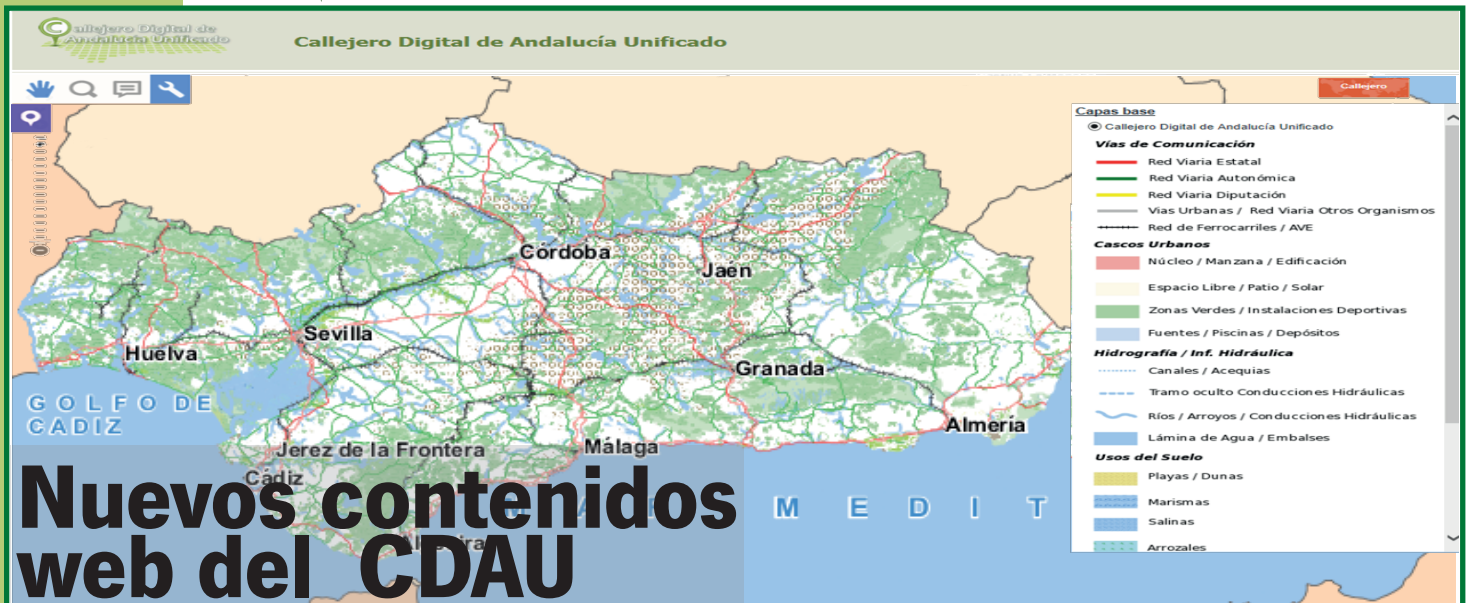 Callejero Digital de
Andalucía Unificado
Callejero Digital de Andalucía Unificado
Callejero
Capas base
Callejero Digital de Andalucía Unificado
Vías de Comunicación
Red Viaria Estatal
Red Viaria Autonómica
Red Viaria Diputación
Vias Urbanas / Red Viaria Otros Organismos
Red de Ferrocarriles / AVE
Cascos Urbanos
Núcleo / Manzana / Edificación
Espacio Libre / Patio / Solar
Zonas Verdes / Instalaciones Deportivas
Fuentes / Piscinas / Depósitos
Hidrografía / Inf. Hidráulica
Canales / Acequias
Tramo oculto Conducciones Hidráulicas
Ríos / Arroyos / Conducciones Hidráulicas
Lámina de Agua / Embalses
Usos del Suelo
Playas / Dunas
Marismas
Salinas
Arrozales
Córdoba
Jaén
Sevilla
Huelva
Granada
GOLFO DE
CADIZ
Almería
Jerez de la Frontera
Málaga
Cádiz
M E D I T
Nuevos contenidos
web del CDAU